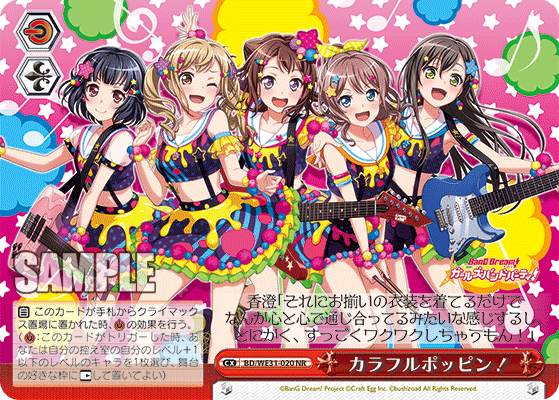 SAMPLE
BanG Dream!
ガールズバンドパーティ!
香澄「それにお揃いの衣装を着てるだけで
なんか心と心で通じ合ってるみたいな感じするし、
とにかく、すっごくワクワクしちゃうもん！」
このカードが手札からクライマッ
クス置場に置かれた時、の効果を行う。
(:このカードがトリガーした時、あ
なたは自分の控え室の自分のレベル＋1
以下のレベルのキャラを1枚選び、舞台
の好きな枠にしして置いてよい)
CX BD/WE31-020 NR カラフルポッピン！
©BanG Dream! Project ©Craft Egg Inc. ©bushiroad All Rights Reserved.